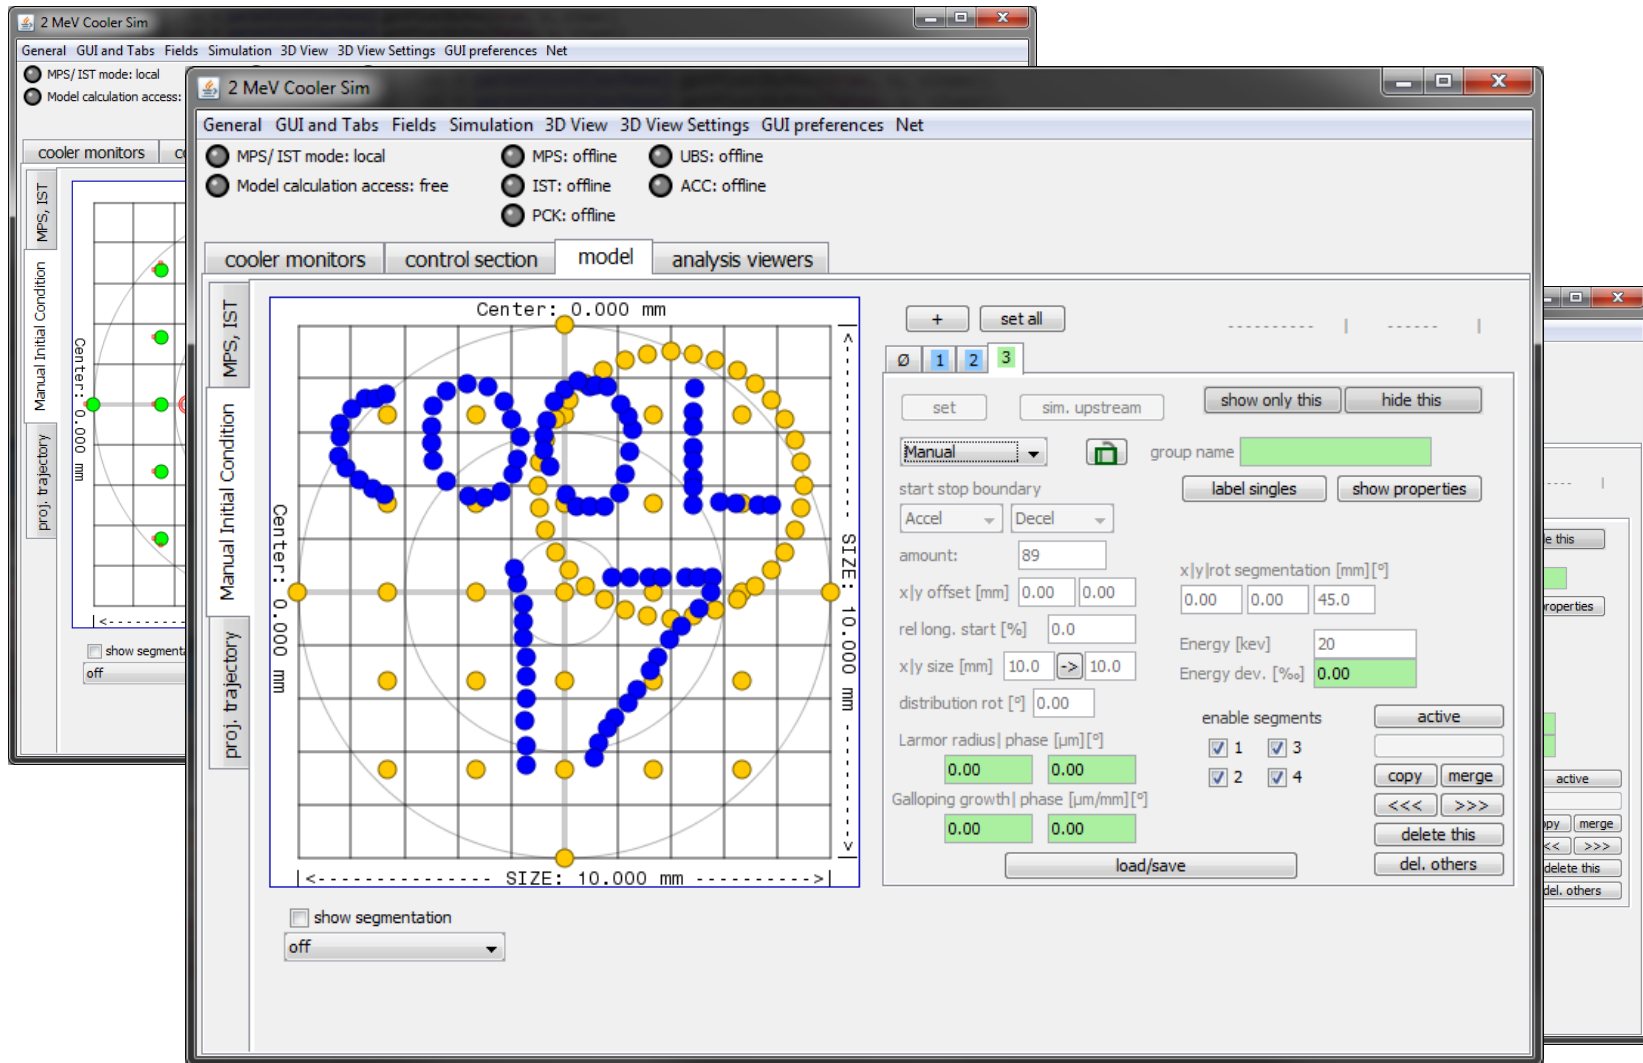 2 MeV Cooler Sim
General GUI and Tabs Fields Simulation 3D View 3D View Settings GUI preferences Net
MPS/ IST mode: local
Model calculation access:
cooler monitors
MPS, IST
Manual Initial Condition
proj. trajectory
Center: 0.000 mm
|<--------
off
2 MeV Cooler Sim
General GUI and Tabs Fields Simulation 3D View 3D View Settings GUI preferences Net
MPS/ IST mode: local MPS: offline UBS: offline
Model calculation access: free IST: offline ACC: offline
PCK: offline
cooler monitors control section model analysis viewers
MPS, IST
Manual Initial Condition
proj. trajectory
Center: 0.000 mm
Center: 0.000 mm
COOL
17
SIZE: 10.000 mm
|<--------------- SIZE: 10.000 mm ---------->|
show segmentation
off
+ set all
Ø 1 2 3
set sim. upstream show only this hide this
Manual group name
label singles show properties
start stop boundary
Accel Decel
amount: 89
x|y|rot segmentation [mm][°]
x|y offset [mm] 0.00 0.00
0.00 0.00 45.0
rel long. start [%] 0.0
Energy [kev] 20
x|y size [mm] 10.0 -> 10.0
Energy dev. [‰] 0.00
distribution rot [°] 0.00
enable segments
1 3
2 4
Larmor radius| phase [µm][°]
0.00 0.00
Galloping growth| phase [µm/mm][°]
0.00 0.00
load/save
active
copy merge
<<< >>>
delete this
del. others
active
merge
>>>
delete this
del. others